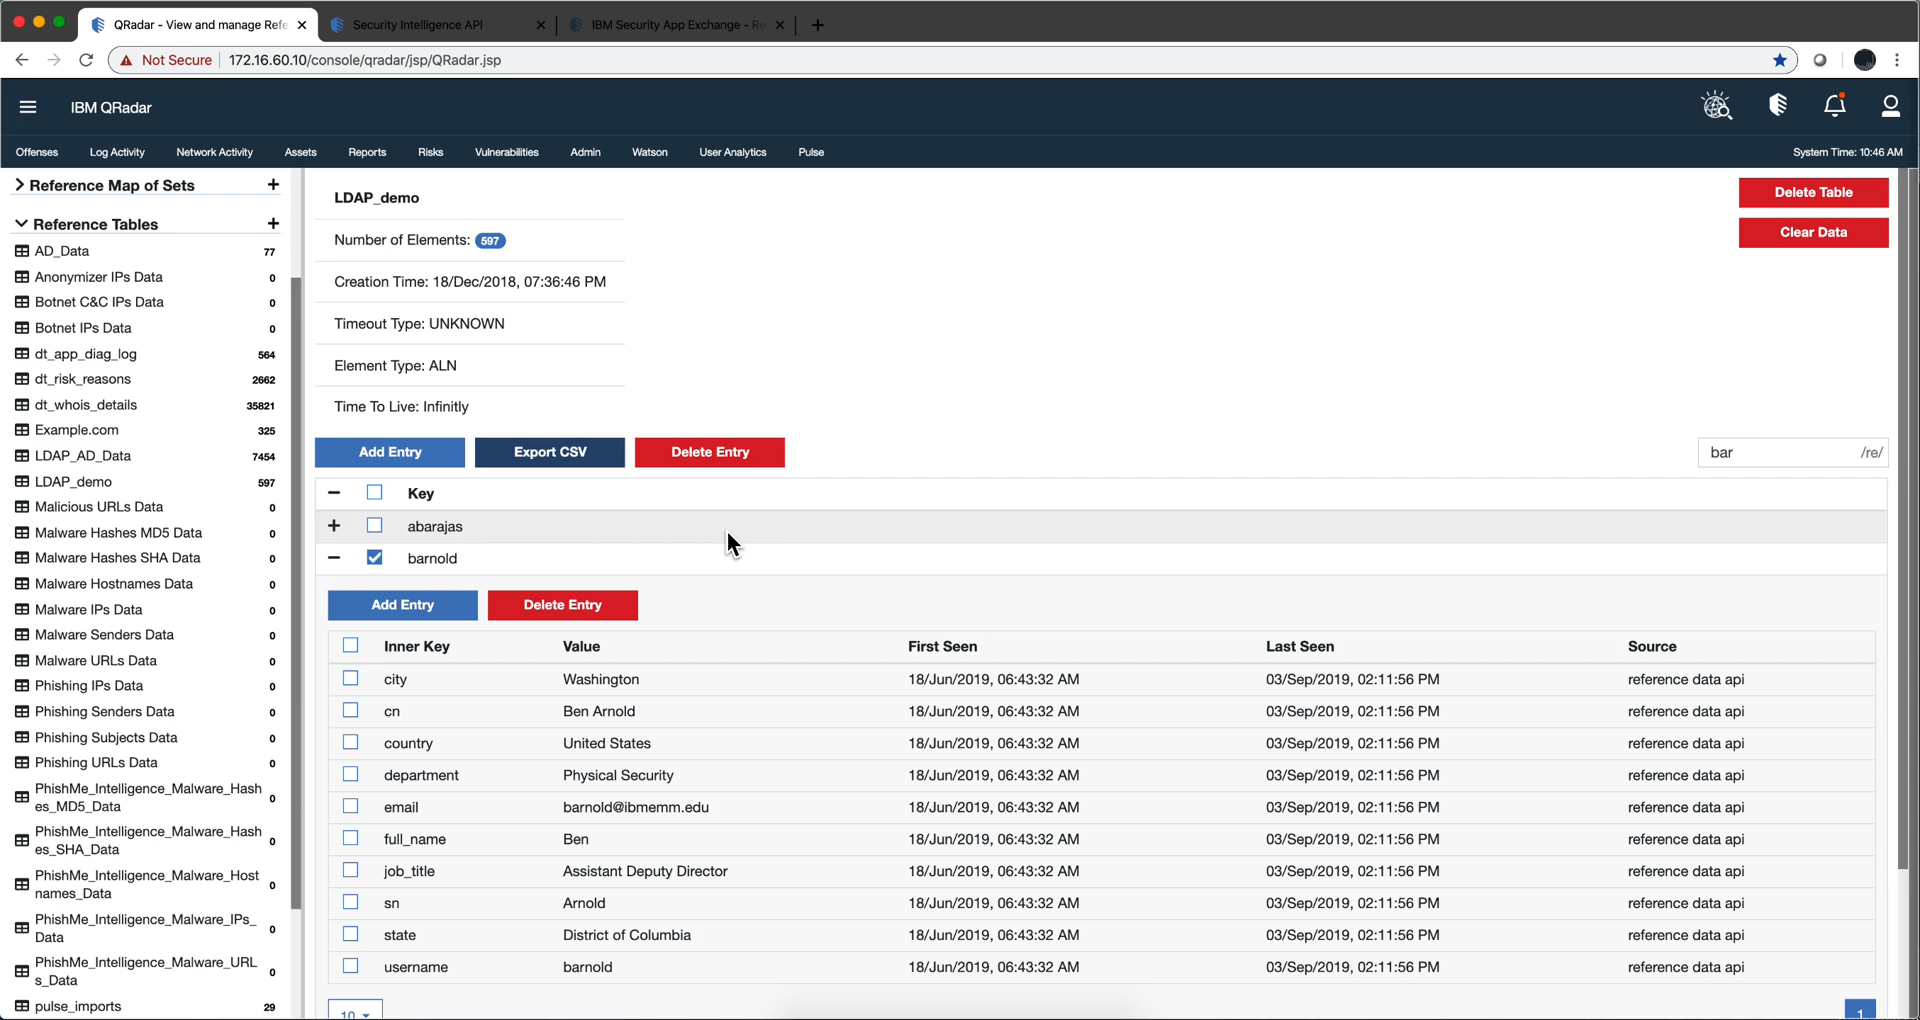 QRadar - View and manage Refe
Security Intelligence API
IBM Security App Exchange - Re
Not Secure 172.16.60.10/console/qradar/jsp/QRadar.jsp
IBM QRadar
Offenses Log Activity Network Activity Assets Reports Risks Vulnerabilities Admin Watson User Analytics Pulse System Time: 10:46 AM
Reference Map of Sets +
Reference Tables +
AD_Data 77
Anonymizer IPs Data 0
Botnet C&C IPs Data 0
Botnet IPs Data 0
dt_app_diag_log 564
dt_risk_reasons 2662
dt_whois_details 35821
Example.com 325
LDAP_AD_Data 7454
LDAP_demo 597
Malicious URLs Data 0
Malware Hashes MD5 Data 0
Malware Hashes SHA Data 0
Malware Hostnames Data 0
Malware IPs Data 0
Malware Senders Data 0
Malware URLs Data 0
Phishing IPs Data 0
Phishing Senders Data 0
Phishing Subjects Data 0
Phishing URLs Data 0
PhishMe_Intelligence_Malware_Hash
es_MD5_Data 0
PhishMe_Intelligence_Malware_Hash
es_SHA_Data 0
PhishMe_Intelligence_Malware_Host
names_Data 0
PhishMe_Intelligence_Malware_IPs_
Data 0
PhishMe_Intelligence_Malware_URL
s_Data 0
pulse_imports 29
LDAP_demo
Number of Elements: 597
Creation Time: 18/Dec/2018, 07:36:46 PM
Timeout Type: UNKNOWN
Element Type: ALN
Time To Live: Infinitly
Delete Table
Clear Data
Add Entry Export CSV Delete Entry bar /re/
Key
abarajas
barnold
Add Entry Delete Entry
Inner Key Value First Seen Last Seen Source
city Washington 18/Jun/2019, 06:43:32 AM 03/Sep/2019, 02:11:56 PM reference data api
cn Ben Arnold 18/Jun/2019, 06:43:32 AM 03/Sep/2019, 02:11:56 PM reference data api
country United States 18/Jun/2019, 06:43:32 AM 03/Sep/2019, 02:11:56 PM reference data api
department Physical Security 18/Jun/2019, 06:43:32 AM 03/Sep/2019, 02:11:56 PM reference data api
email barnold@ibmemm.edu 18/Jun/2019, 06:43:32 AM 03/Sep/2019, 02:11:56 PM reference data api
full_name Ben 18/Jun/2019, 06:43:32 AM 03/Sep/2019, 02:11:56 PM reference data api
job_title Assistant Deputy Director 18/Jun/2019, 06:43:32 AM 03/Sep/2019, 02:11:56 PM reference data api
sn Arnold 18/Jun/2019, 06:43:32 AM 03/Sep/2019, 02:11:56 PM reference data api
state District of Columbia 18/Jun/2019, 06:43:32 AM 03/Sep/2019, 02:11:56 PM reference data api
username barnold 18/Jun/2019, 06:43:32 AM 03/Sep/2019, 02:11:56 PM reference data api
10 1